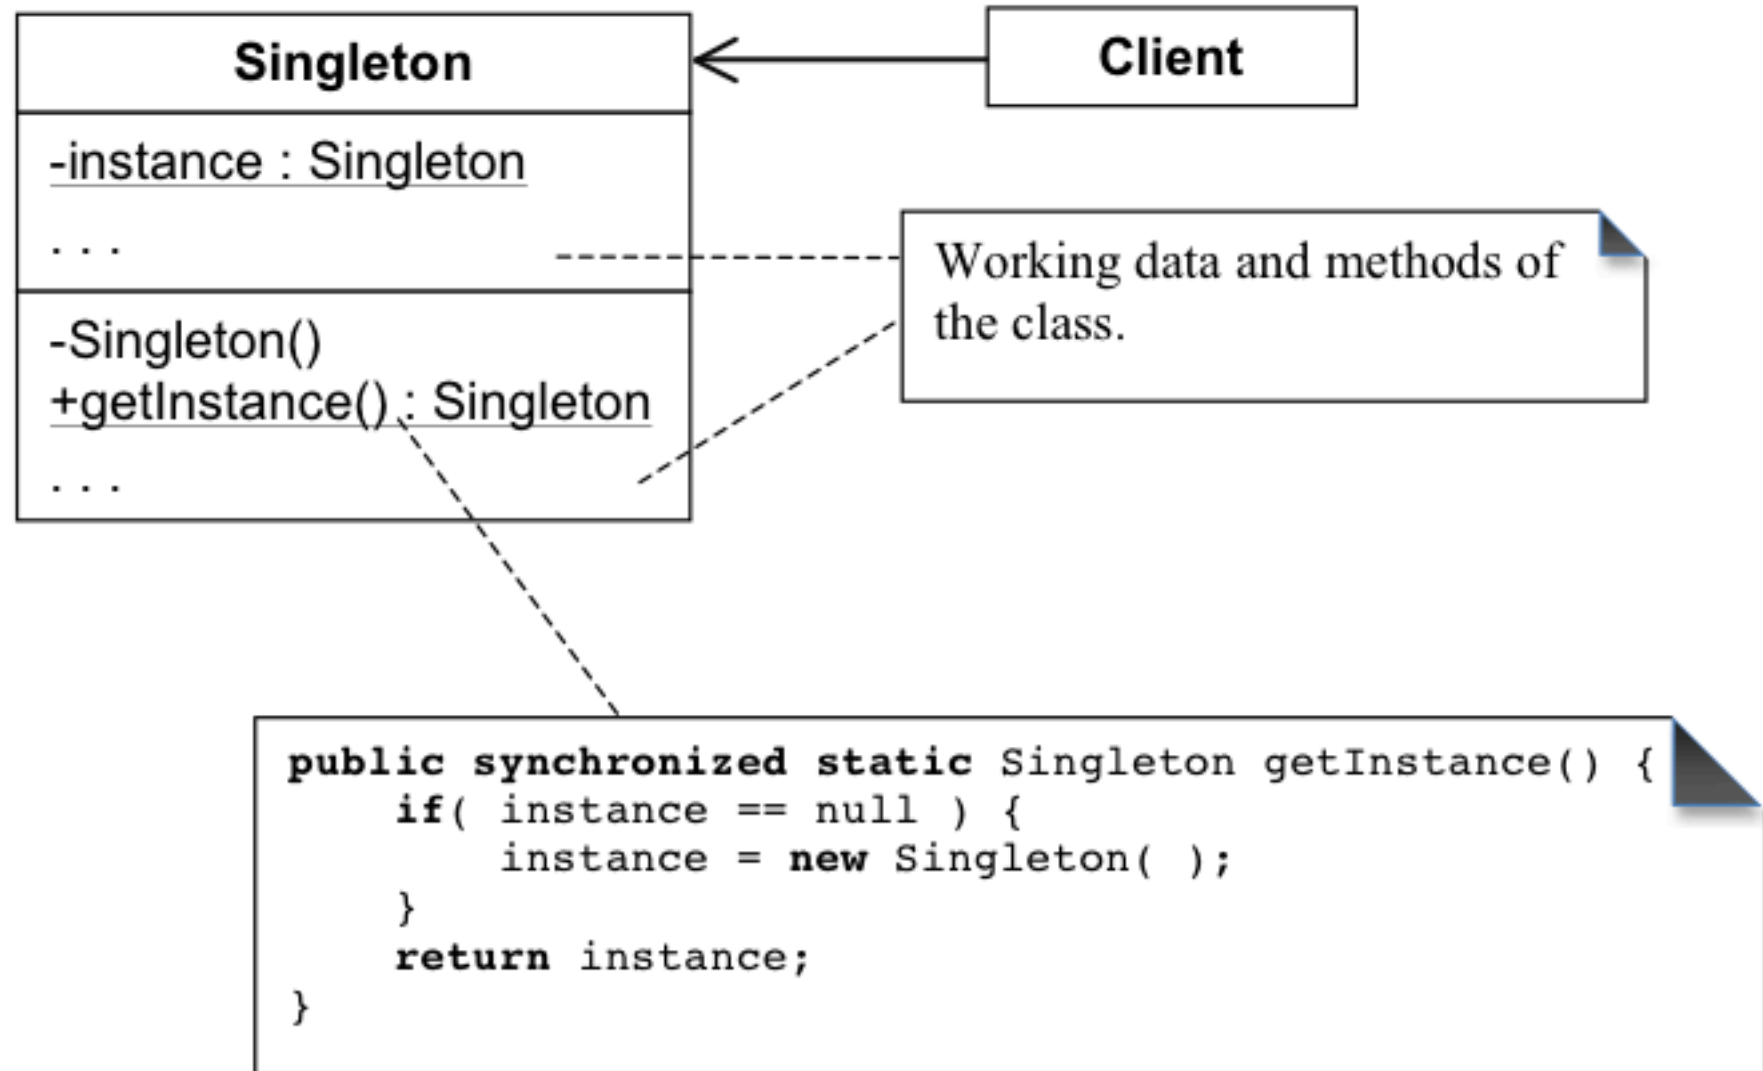 Singleton
Client
-instance : Singleton
. . .
Working data and methods of
the class.
-Singleton()
+getInstance() : Singleton
. . .
public synchronized static Singleton getInstance() {
if( instance == null ) {
instance = new Singleton( );
}
return instance;
}